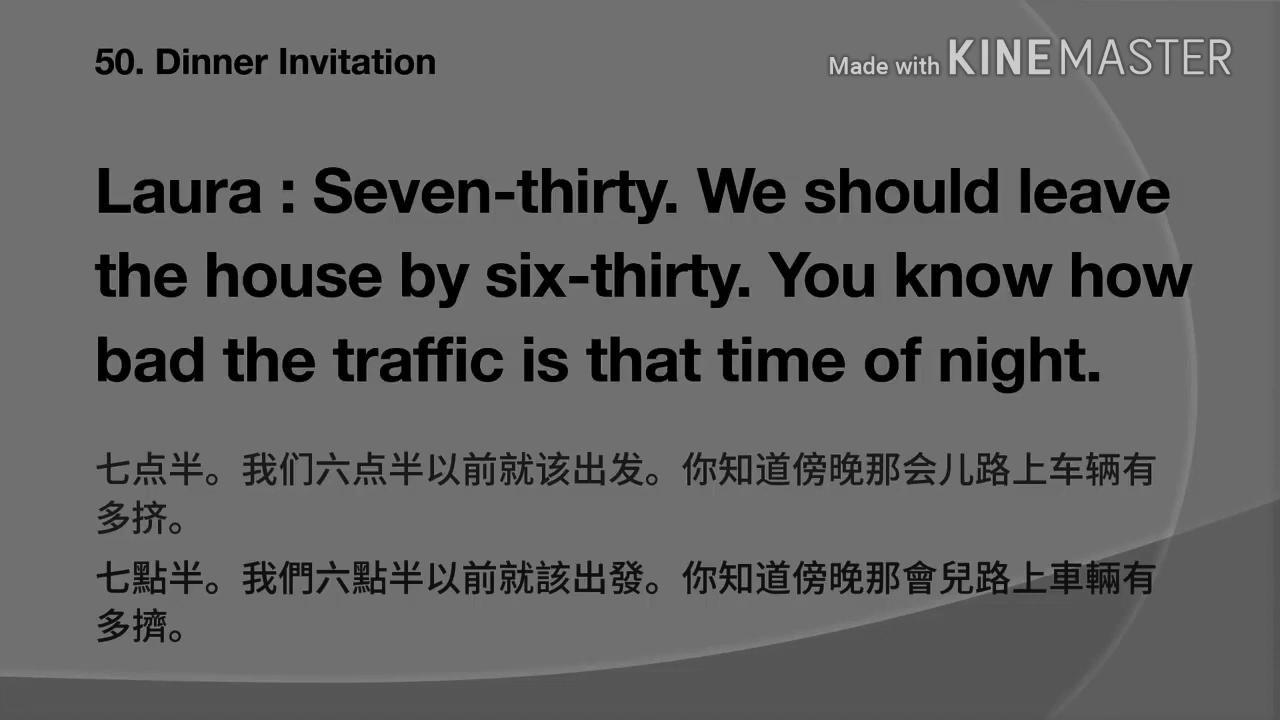 50. Dinner Invitation
Made with KINEMASTER
Laura : Seven-thirty. We should leave
the house by six-thirty. You know how
bad the traffic is that time of night.
七点半。我们六点半以前就该出发。你知道傍晚那会儿路上车辆有
多挤。
七點半。我們六點半以前就該出發。你知道傍晚那會兒路上車輛有
多擠。